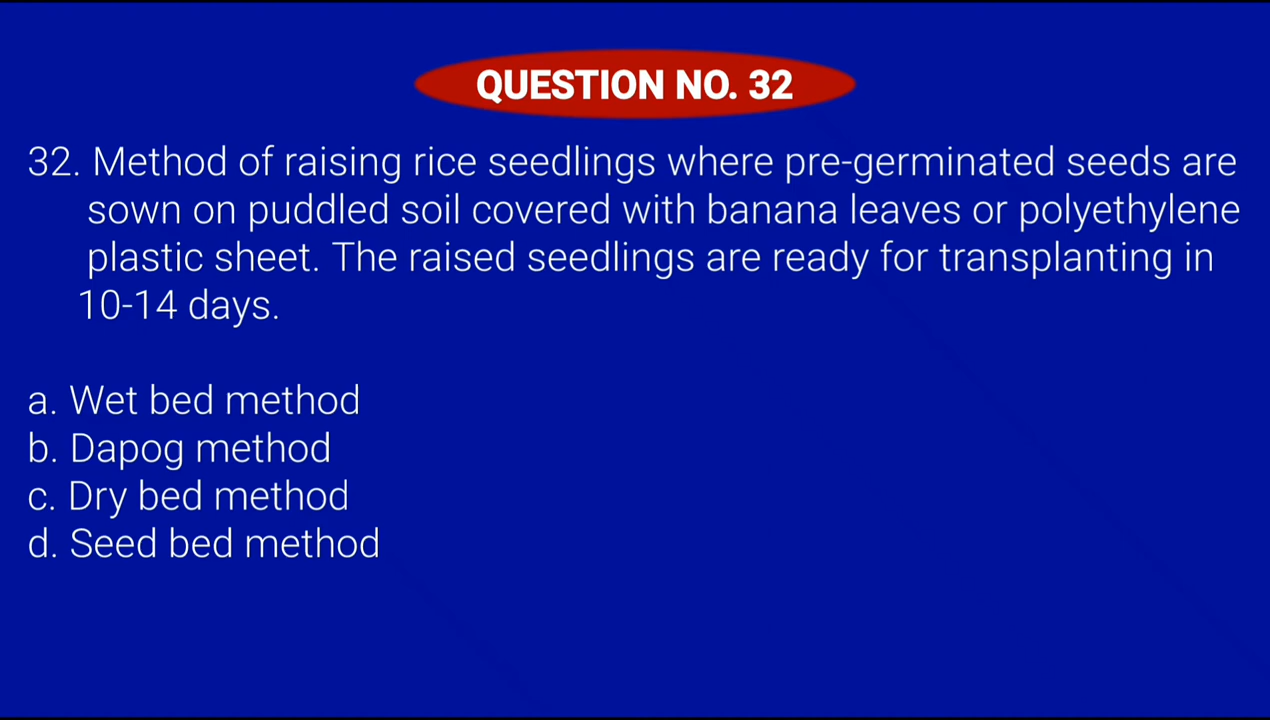 QUESTION NO. 32
32. Method of raising rice seedlings where pre-germinated seeds are
sown on puddled soil covered with banana leaves or polyethylene
plastic sheet. The raised seedlings are ready for transplanting in
10-14 days.
a. Wet bed method
b. Dapog method
c. Dry bed method
d. Seed bed method